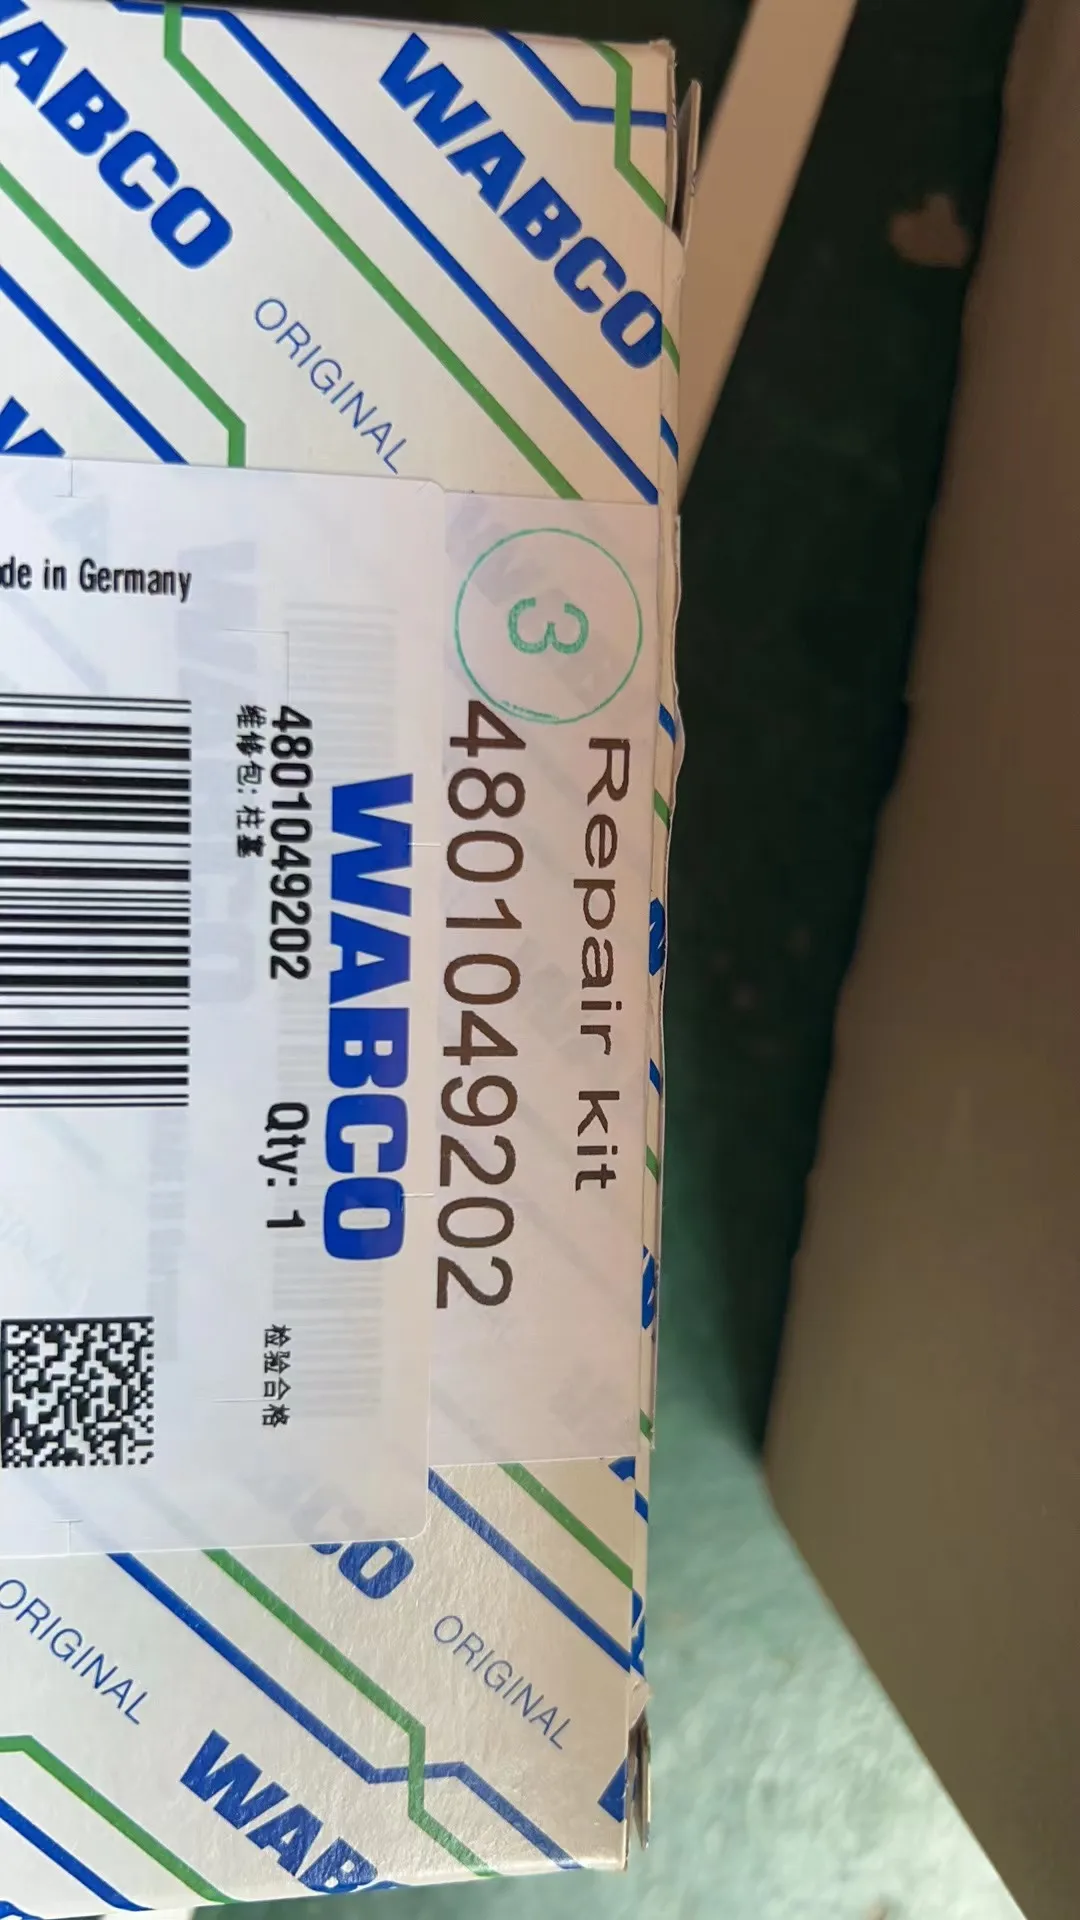 WABCO
WABCO
ORIGINAL
3
Repair kit
4801049202
WABCO
4801049202 Qty: 1 检验合格
维修包: 柱塞
de in Germany
ORIGINAL
ORIGINAL
WAB